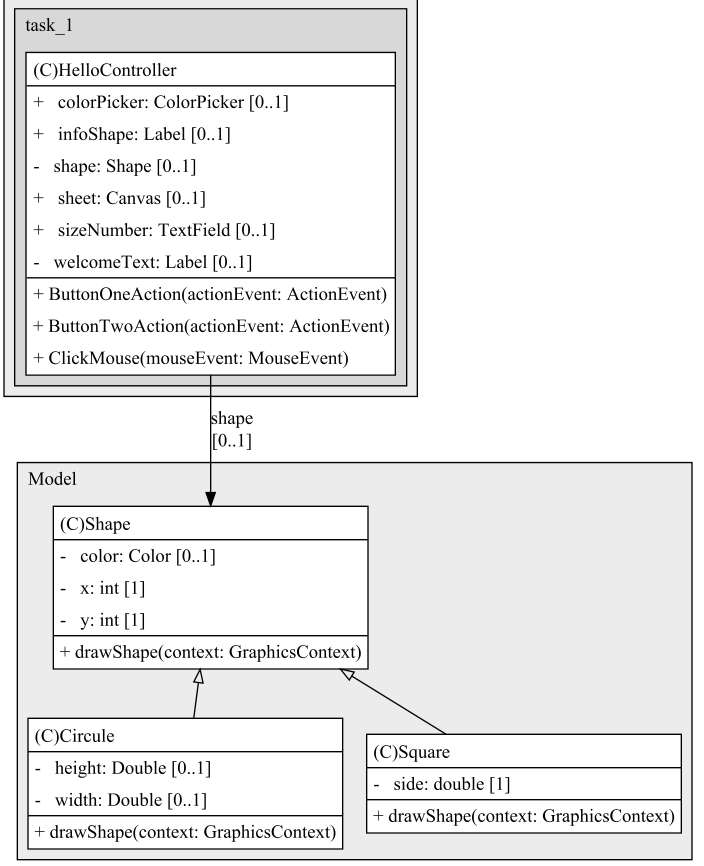 task_1
(C)HelloController
+ colorPicker: ColorPicker [0..1]
+ infoShape: Label [0..1]
- shape: Shape [0..1]
+ sheet: Canvas [0..1]
+ sizeNumber: TextField [0..1]
- welcomeText: Label [0..1]
+ ButtonOneAction(actionEvent: ActionEvent)
+ ButtonTwoAction(actionEvent: ActionEvent)
+ ClickMouse(mouseEvent: MouseEvent)
shape
[0..1]
Model
(C)Shape
- color: Color [0..1]
- x: int [1]
- y: int [1]
+ drawShape(context: GraphicsContext)
(C)Circule
- height: Double [0..1]
- width: Double [0..1]
+ drawShape(context: GraphicsContext)
(C)Square
- side: double [1]
+ drawShape(context: GraphicsContext)